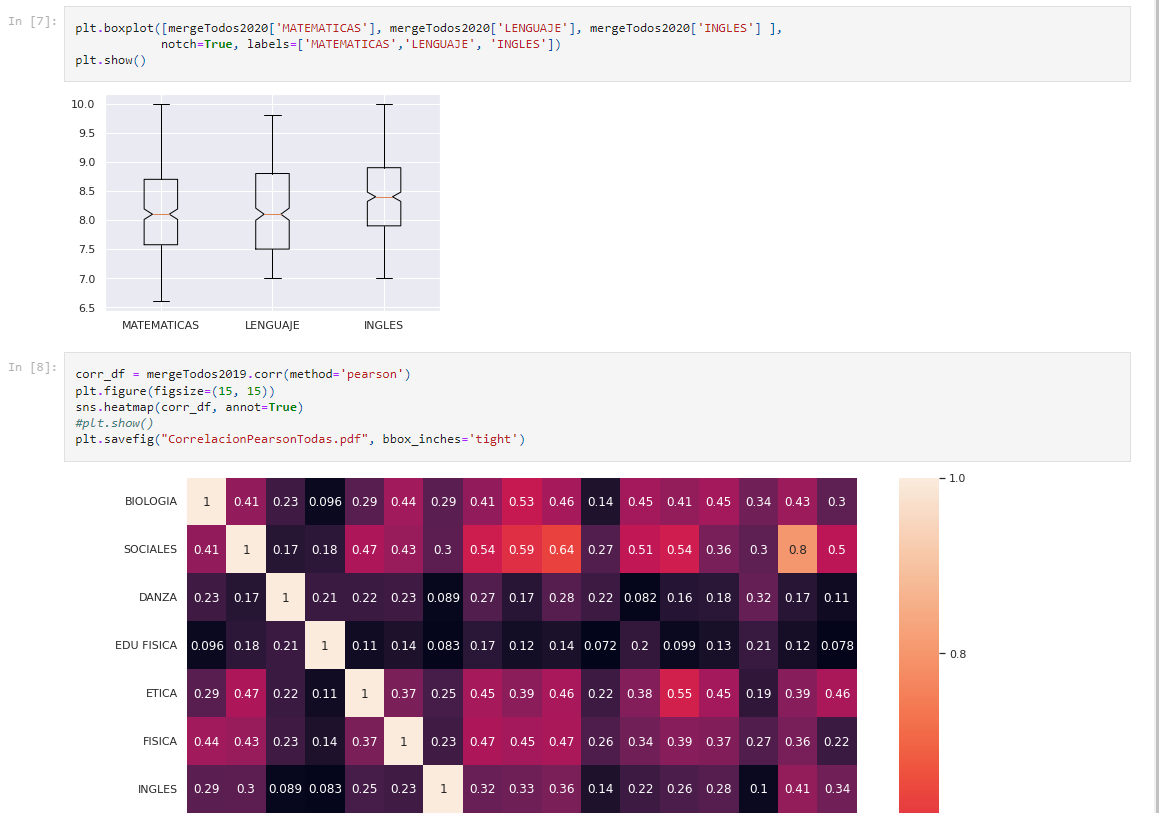 In [7]:
plt.boxplot([mergeTodos2020['MATEMATICAS'], mergeTodos2020['LENGUAJE'], mergeTodos2020['INGLES'] ],
notch=True, labels=['MATEMATICAS','LENGUAJE', 'INGLES'])
plt.show()
10.0
9.5
9.0
8.5
8.0
7.5
7.0
6.5
MATEMATICAS LENGUAJE INGLES
In [8]:
corr_df = mergeTodos2019.corr(method='pearson')
plt.figure(figsize=(15, 15))
sns.heatmap(corr_df, annot=True)
#plt.show()
plt.savefig("CorrelacionPearsonTodas.pdf", bbox_inches='tight')
BIOLOGIA 1 0.41 0.23 0.096 0.29 0.44 0.29 0.41 0.53 0.46 0.14 0.45 0.41 0.45 0.34 0.43 0.3
SOCIALES 0.41 1 0.17 0.18 0.47 0.43 0.3 0.54 0.59 0.64 0.27 0.51 0.54 0.36 0.3 0.8 0.5
DANZA 0.23 0.17 1 0.21 0.22 0.23 0.089 0.27 0.17 0.28 0.22 0.082 0.16 0.18 0.32 0.17 0.11
EDU FISICA 0.096 0.18 0.21 1 0.11 0.14 0.083 0.17 0.12 0.14 0.072 0.2 0.099 0.13 0.21 0.12 0.078
ETICA 0.29 0.47 0.22 0.11 1 0.37 0.25 0.45 0.39 0.46 0.22 0.38 0.55 0.45 0.19 0.39 0.46
FISICA 0.44 0.43 0.23 0.14 0.37 1 0.23 0.47 0.45 0.47 0.26 0.34 0.39 0.37 0.27 0.36 0.22
INGLES 0.29 0.3 0.089 0.083 0.25 0.23 1 0.32 0.33 0.36 0.14 0.22 0.26 0.28 0.1 0.41 0.34
1.0
0.8